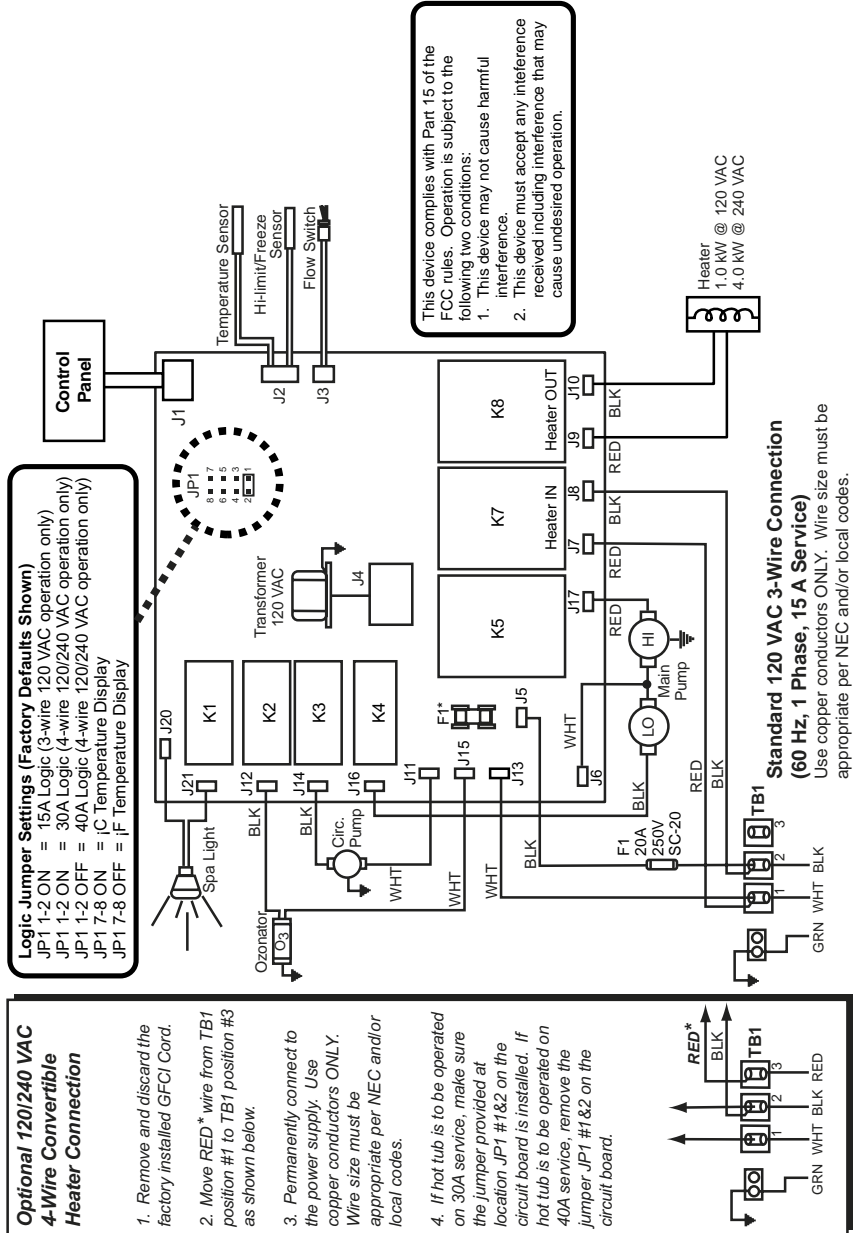 Optional 120/240 VAC
4-Wire Convertible
Heater Connection
1. Remove and discard the
factory installed GFCI Cord.
2. Move RED* wire from TB1
position #1 to TB1 position #3
as shown below.
3. Permanently connect to
the power supply. Use
copper conductors ONLY.
Wire size must be
appropriate per NEC and/or
local codes.
4. If hot tub is to be operated
on 30A service, make sure
the jumper provided at
location JP1 #1&2 on the
circuit board is installed. If
hot tub is to be operated on
40A service, remove the
jumper JP1 #1&2 on the
circuit board.
RED*
BLK
TB1
1 2 3
GRN WHT BLK RED
Logic Jumper Settings (Factory Defaults Shown)
JP1 1-2 ON = 15A Logic (3-wire 120 VAC operation only)
JP1 1-2 ON = 30A Logic (4-wire 120/240 VAC operation only)
JP1 1-2 OFF = 40A Logic (4-wire 120/240 VAC operation only)
JP1 7-8 ON = ¡C Temperature Display
JP1 7-8 OFF = ¡F Temperature Display
Control
Panel
J1
JP1
8 7
6 5
4 3
2 1
Temperature Sensor
Hi-limit/Freeze
Sensor
Flow Switch
J2
J3
Transformer
120 VAC
J4
Spa Light
J20
J21
K1
J12
K2
J14
K3
J16
K4
BLK
BLK
Ozonator
O3
Circ.
Pump
WHT
WHT
WHT
BLK
J11
J15
J13
F1*
J5
J6
WHT
BLK
LO
HI
Main
Pump
K5
J17
RED
K7
Heater IN
J7
J8
RED
BLK
K8
Heater OUT
J9
J10
RED
BLK
This device complies with Part 15 of the
FCC rules. Operation is subject to the
following two conditions:
1. This device may not cause harmful
interference.
2. This device must accept any inteference
received including interference that may
cause undesired operation.
Heater
1.0 kW @ 120 VAC
4.0 kW @ 240 VAC
F1
20A
250V
SC-20
RED
BLK
TB1
1 2 3
GRN WHT BLK
Standard 120 VAC 3-Wire Connection
(60 Hz, 1 Phase, 15 A Service)
Use copper conductors ONLY. Wire size must be
appropriate per NEC and/or local codes.